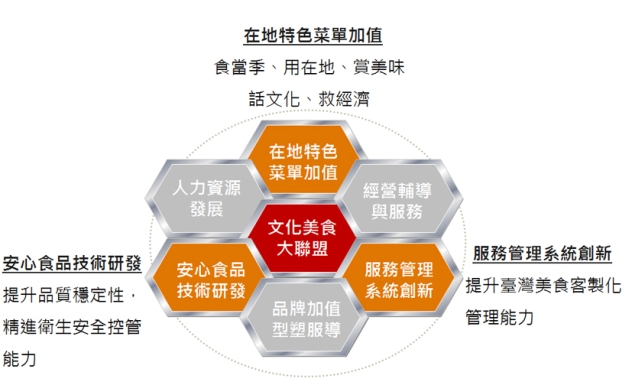 在地特色菜單加值
食當季、用在地、賞美味
話文化、救經濟
在地特色
菜單加值
人力資源
發展
經營輔導
與服務
文化美食
大聯盟
安心食品
技術研發
服務管理
系統創新
品牌加值
型塑服導
安心食品技術研發
提升品質穩定性，
精進衛生安全控管
能力
服務管理系統創新
提升臺灣美食客製化
管理能力